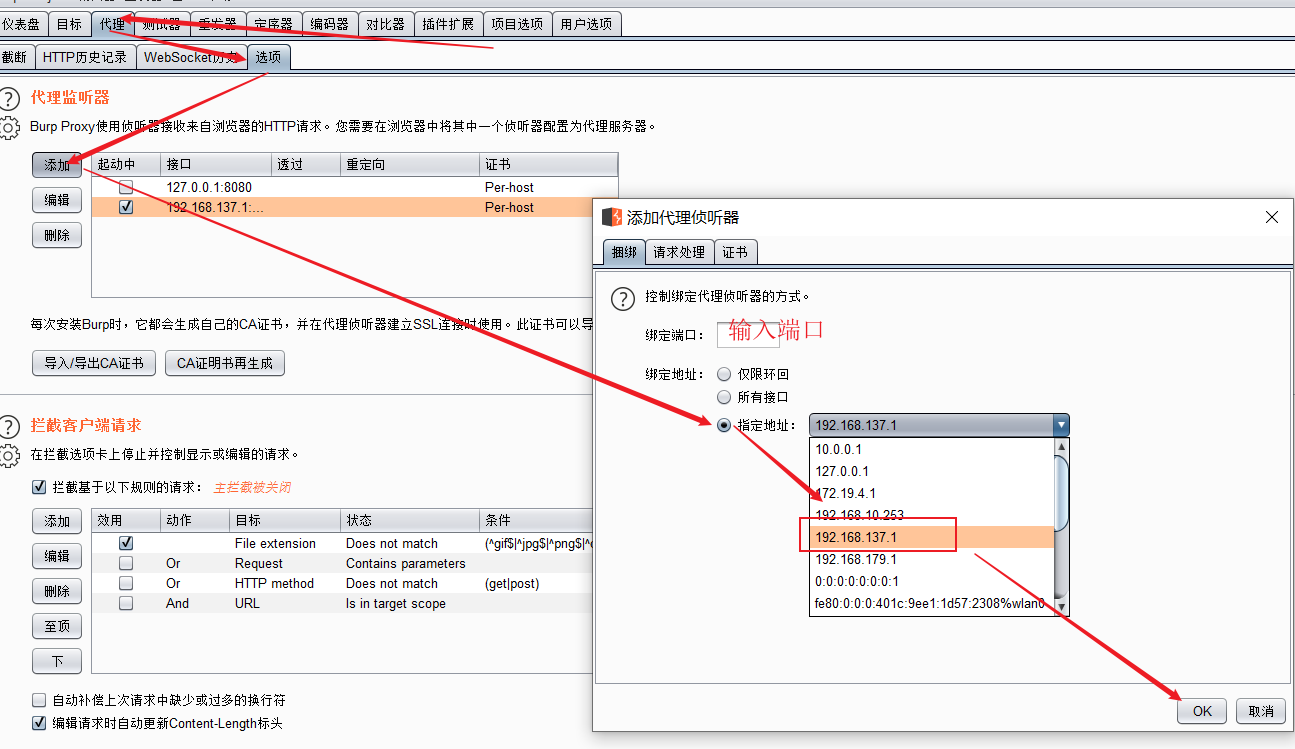 仪表盘 目标 代理 测试器 重发器 定序器 编码器 对比器 插件扩展 项目选项 用户选项
截断 HTTP历史记录 WebSocket历史 选项
代理监听器
Burp Proxy使用侦听器接收来自浏览器的HTTP请求。您需要在浏览器中将其中一个侦听器配置为代理服务器。
添加 起动中 接口 透过 重定向 证书
127.0.0.1:8080 Per-host
编辑
192.168.137.1:... Per-host
删除
每次安装Burp时，它都会生成自己的CA证书，并在代理侦听器建立SSL连接时使用。此证书可以导
导入/导出CA证书 CA证明书再生成
拦截客户端请求
在拦截选项卡上停止并控制显示或编辑的请求。
拦截基于以下规则的请求： 主拦截被关闭
添加 效用 动作 目标 状态 条件
File extension Does not match (^gif$|^jpg$|^png$|^
编辑
Or Request Contains parameters
Or HTTP method Does not match (get|post)
删除
And URL Is in target scope
至顶
下
自动补偿上次请求中缺少或过多的换行符
编辑请求时自动更新Content-Length标头
添加代理侦听器
捆绑 请求处理 证书
控制绑定代理侦听器的方式。
绑定端口： 输入端口
绑定地址： 仅限环回
所有接口
指定地址： 192.168.137.1
10.0.0.1
127.0.0.1
172.19.4.1
192.168.10.253
192.168.137.1
192.168.179.1
0:0:0:0:0:0:0:1
fe80:0:0:0:401c:9ee1:1d57:2308%wlan0
OK 取消